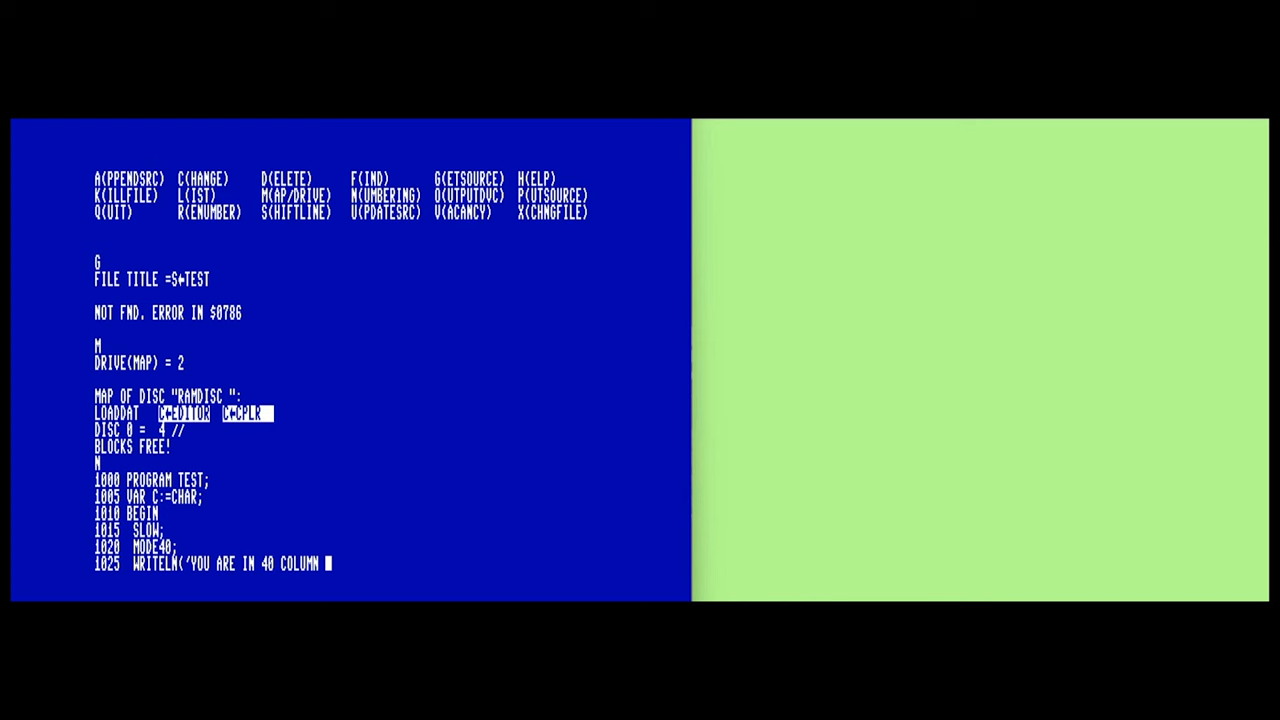 A(PPENDSRC) C(HANGE) D(ELETE) F(IND) G(ETSOURCE) H(ELP)
K(ILLFILE) L(IST) M(AP/DRIVE) N(UMBERING) O(UTPUTDVC) P(UTSOURCE)
Q(UIT) R(ENUMBER) S(HIFTLINE) U(PDATESRC) V(ACANCY) X(CHNGFILE)
G
FILE TITLE =S←TEST
NOT FND. ERROR IN $0786
M
DRIVE(MAP) = 2
MAP OF DISC "RAMDISC ":
LOADDAT C←EDITOR C←CPLR
DISC 0 = 4 //
BLOCKS FREE!
N
1000 PROGRAM TEST;
1005 VAR C:=CHAR;
1010 BEGIN
1015 SLOW;
1020 MODE40;
1025 WRITELN('YOU ARE IN 40 COLUMN